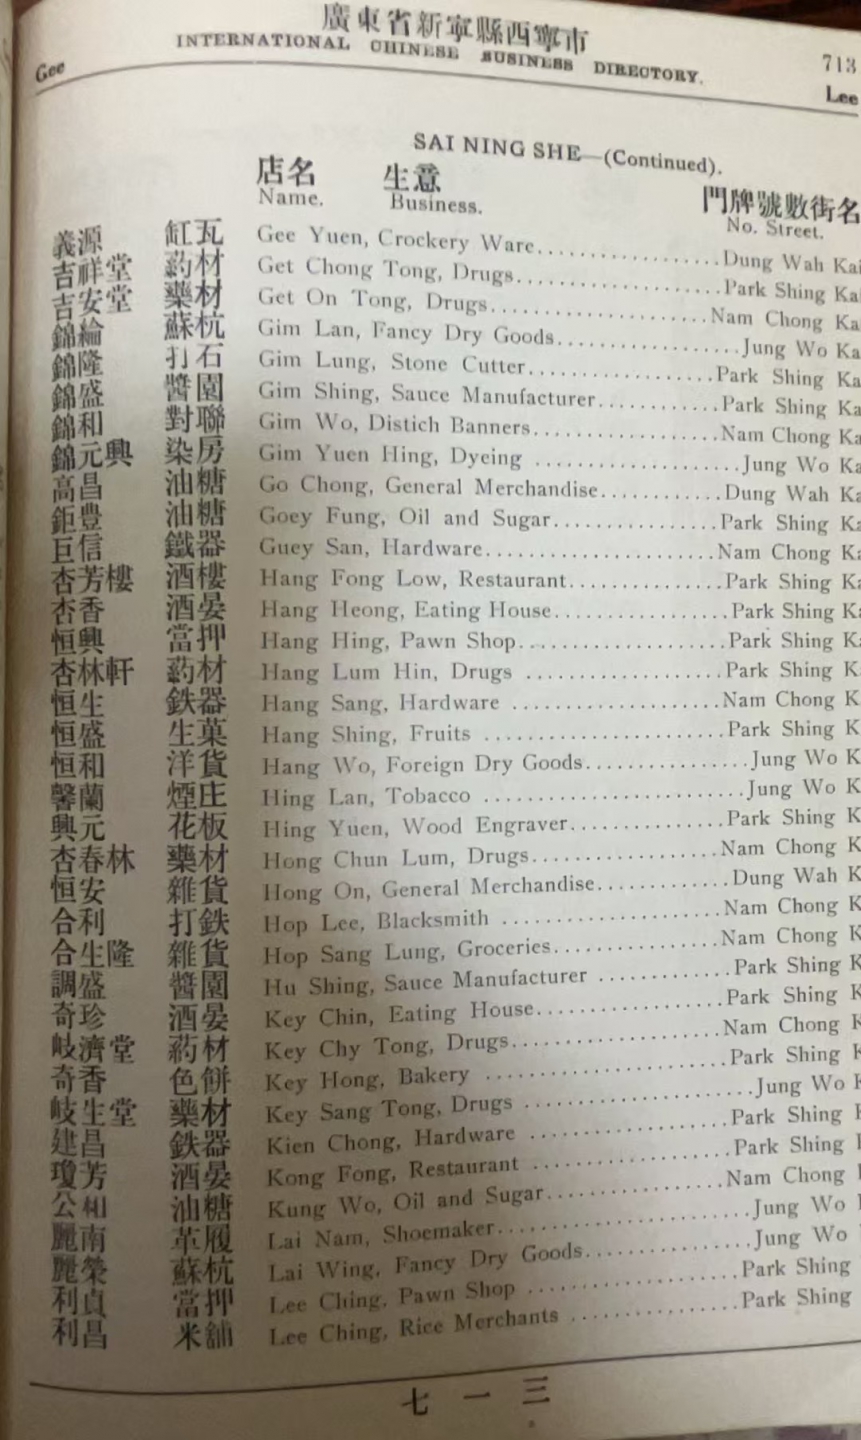 廣東省新寧縣西寧市
INTERNATIONAL CHINESE BUSINESS DIRECTORY.
713
Gee
Lee
SAI NING SHE—(Continued).
店名 生意 門牌號數街名
Name. Business. No. Street.
義源 缸瓦 Gee Yuen, Crockery Ware..................Dung Wah Kai
吉祥堂 葯材 Get Chong Tong, Drugs....................Park Shing Kai
吉安堂 藥材 Get On Tong, Drugs.....................Nam Chong Ka
錦綸 蘇杭 Gim Lan, Fancy Dry Goods..................Jung Wo Ka
錦隆 打石 Gim Lung, Stone Cutter..................Park Shing Ka
錦盛 醬園 Gim Shing, Sauce Manufacturer............Park Shing Ka
錦和 對聯 Gim Wo, Distich Banners..................Nam Chong Ka
錦元興 染房 Gim Yuen Hing, Dyeing ....................Jung Wo Ka
高昌 油糖 Go Chong, General Merchandise............Dung Wah Ka
鉅豊 油糖 Goey Fung, Oil and Sugar................Park Shing Ka
巨信 鐵器 Guey San, Hardware......................Nam Chong Ka
杏芳樓 酒樓 Hang Fong Low, Restaurant...............Park Shing Ka
杏香 酒晏 Hang Heong, Eating House.................Park Shing Ka
恒興 當押 Hang Hing, Pawn Shop....................Park Shing Ka
杏林軒 葯材 Hang Lum Hin, Drugs ...................Park Shing Ka
恒生 鉄器 Hang Sang, Hardware ....................Nam Chong K
恒盛 生菓 Hang Shing, Fruits .......................Park Shing K
恒和 洋貨 Hang Wo, Foreign Dry Goods...............Jung Wo K
馨蘭 煙庄 Hing Lan, Tobacco .........................Jung Wo K
興元 花板 Hing Yuen, Wood Engraver..............Park Shing K
杏春林 藥材 Hong Chun Lum, Drugs..................Nam Chong K
恒安 雜貨 Hong On, General Merchandise............Dung Wah K
合利 打鉄 Hop Lee, Blacksmith .....................Nam Chong K
合生隆 雜貨 Hop Sang Lung, Groceries................Nam Chong K
調盛 醬園 Hu Shing, Sauce Manufacturer ............Park Shing K
奇珍 酒晏 Key Chin, Eating House..................Park Shing K
岐濟堂 葯材 Key Chy Tong, Drugs....................Nam Chong K
奇香 色餅 Key Hong, Bakery .......................Park Shing K
岐生堂 藥材 Key Sang Tong, Drugs .....................Jung Wo K
建昌 鉄器 Kien Chong, Hardware ..................Park Shing
瓊芳 酒晏 Kong Fong, Restaurant ..................Park Shing
公和 油糖 Kung Wo, Oil and Sugar.................Nam Chong
麗南 革履 Lai Nam, Shoemaker.......................Jung Wo
麗榮 蘇杭 Lai Wing, Fancy Dry Goods...............Jung Wo
利貞 當押 Lee Ching, Pawn Shop ....................Park Shing
利昌 米舖 Lee Ching, Rice Merchants ...............Park Shing
七一三